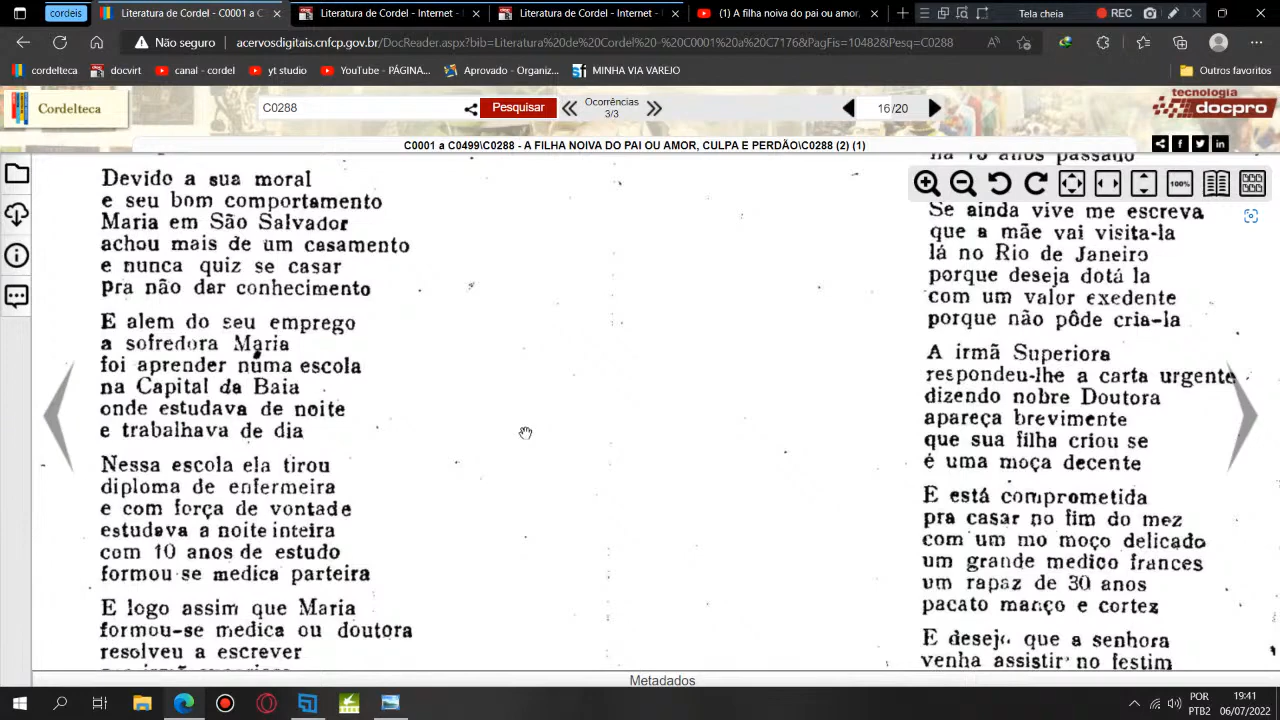 cordeis
Literatura de Cordel - C0001 a C
Literatura de Cordel - Internet -
Literatura de Cordel - Internet -
(1) A filha noiva do pai ou amor,
Tela cheia
REC
Não seguro
acervosdigitais.cnfcp.gov.br/DocReader.aspx?bib=Literatura%20de%20Cordel%20-%20C0001%20a%20C7176&PagFis=10482&Pesq=C0288
cordelteca
docvirt
canal - cordel
yt studio
YouTube - PÁGINA...
Aprovado - Organiz...
MINHA VIA VAREJO
Outros favoritos
Cordelteca
C0288
Pesquisar
Ocorrências
3/3
16/20
tecnologia
docpro
C0001 a C0499\C0288 - A FILHA NOIVA DO PAI OU AMOR, CULPA E PERDÃO\C0288 (2) (1)
100%
Devido a sua moral
e seu bom comportamento
Maria em São Salvador
achou mais de um casamento
e nunca quiz se casar
pra não dar conhecimento
E alem do seu emprego
a sofredora Maria
foi aprender numa escola
na Capital da Baia
onde estudava de noite
e trabalhava de dia
Nessa escola ela tirou
diploma de enfermeira
e com força de vontade
estudava a noite inteira
com 10 anos de estudo
formou-se medica parteira
E logo assim que Maria
formou-se medica ou doutora
resolveu a escrever
há 16 anos passado
Se ainda vive me escreva
que a mãe vai visita-la
lá no Rio de Janeiro
porque deseja dotá la
com um valor exedente
porque não pôde cria-la
A irmã Superiora
respondeu-lhe a carta urgente
dizendo nobre Doutora
apareça brevimente
que sua filha criou se
é uma moça decente
E está comprometida
pra casar no fim do mez
com um mo moço delicado
um grande medico frances
um rapaz de 30 anos
pacato manço e cortez
E desejo que a senhora
venha assistir no festim
Metadados
POR
PTB2
19:41
06/07/2022